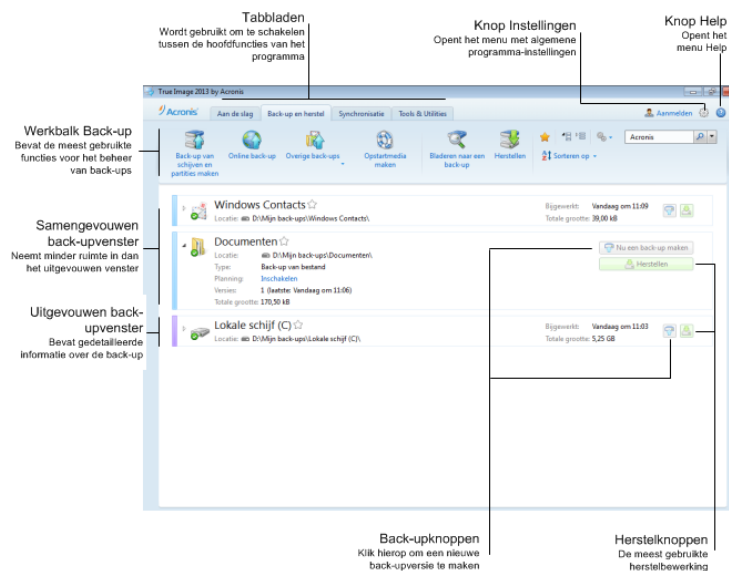 Tabbladen
Wordt gebruikt om te schakelen
tussen de hoofdfuncties van het
programma
Knop Instellingen
Opent het menu met algemene
programma-instellingen
Knop Help
Opent het
menu Help
True Image 2013 by Acronis
Acronis
Aan de slag
Back-up en herstel
Synchronisatie
Tools & Utilities
Aanmelden
Werkbalk Back-up
Bevat de meest gebruikte
functies voor het beheer
van back-ups
Back-up van
schijven en
partities maken
Online back-up
Overige back-ups
Opstartmedia
maken
Bladeren naar een
back-up
Herstellen
Sorteren op
Acronis
Samengevouwen
back-upvenster
Neemt minder ruimte in dan
het uitgevouwen venster
Windows Contacts
Locatie: D:\Mijn back-ups\Windows Contacts\
Bijgewerkt: Vandaag om 11:09
Totale grootte: 39,00 kB
Documenten
Locatie: D:\Mijn back-ups\Documenten\
Type: Back-up van bestand
Planning: Inschakelen
Versies: 1 (laatste: Vandaag om 11:06)
Totale grootte: 170,50 kB
Nu een back-up maken
Herstellen
Uitgevouwen back-
upvenster
Bevat gedetailleerde
informatie over de back-up
Lokale schijf (C)
Locatie: D:\Mijn back-ups\Lokale schijf (C)\
Bijgewerkt: Vandaag om 11:03
Totale grootte: 5,25 GB
Back-upknoppen
Klik hierop om een nieuwe
back-upversie te maken
Herstelknoppen
De meest gebruikte
herstelbewerking